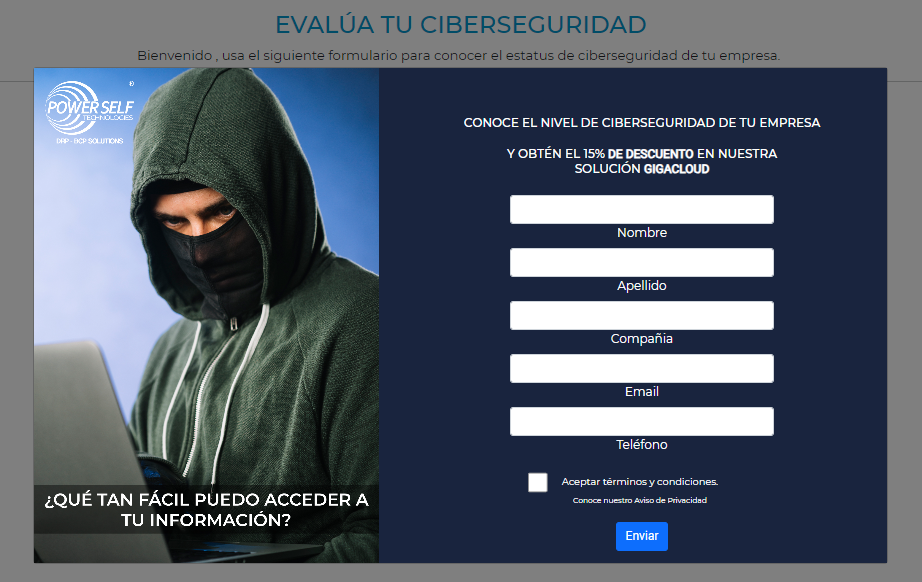 EVALÚA TU CIBERSEGURIDAD
Bienvenido , usa el siguiente formulario para conocer el estatus de ciberseguridad de tu empresa.
POWER SELF
TECHNOLOGIES
DRP - BCP SOLUTIONS
¿QUÉ TAN FÁCIL PUEDO ACCEDER A
TU INFORMACIÓN?
CONOCE EL NIVEL DE CIBERSEGURIDAD DE TU EMPRESA
Y OBTÉN EL 15% DE DESCUENTO EN NUESTRA
SOLUCIÓN GIGACLOUD
Nombre
Apellido
Compañia
Email
Teléfono
Aceptar términos y condiciones.
Conoce nuestro Aviso de Privacidad
Enviar